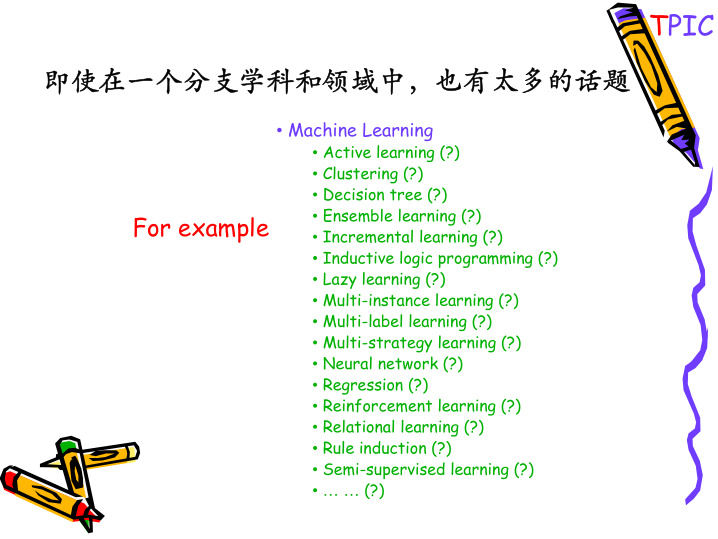 TPIC
即使在一个分支学科和领域中，也有太多的话题
• Machine Learning
• Active learning (?)
• Clustering (?)
• Decision tree (?)
• Ensemble learning (?)
For example
• Incremental learning (?)
• Inductive logic programming (?)
• Lazy learning (?)
• Multi-instance learning (?)
• Multi-label learning (?)
• Multi-strategy learning (?)
• Neural network (?)
• Regression (?)
• Reinforcement learning (?)
• Relational learning (?)
• Rule induction (?)
• Semi-supervised learning (?)
• … … (?)